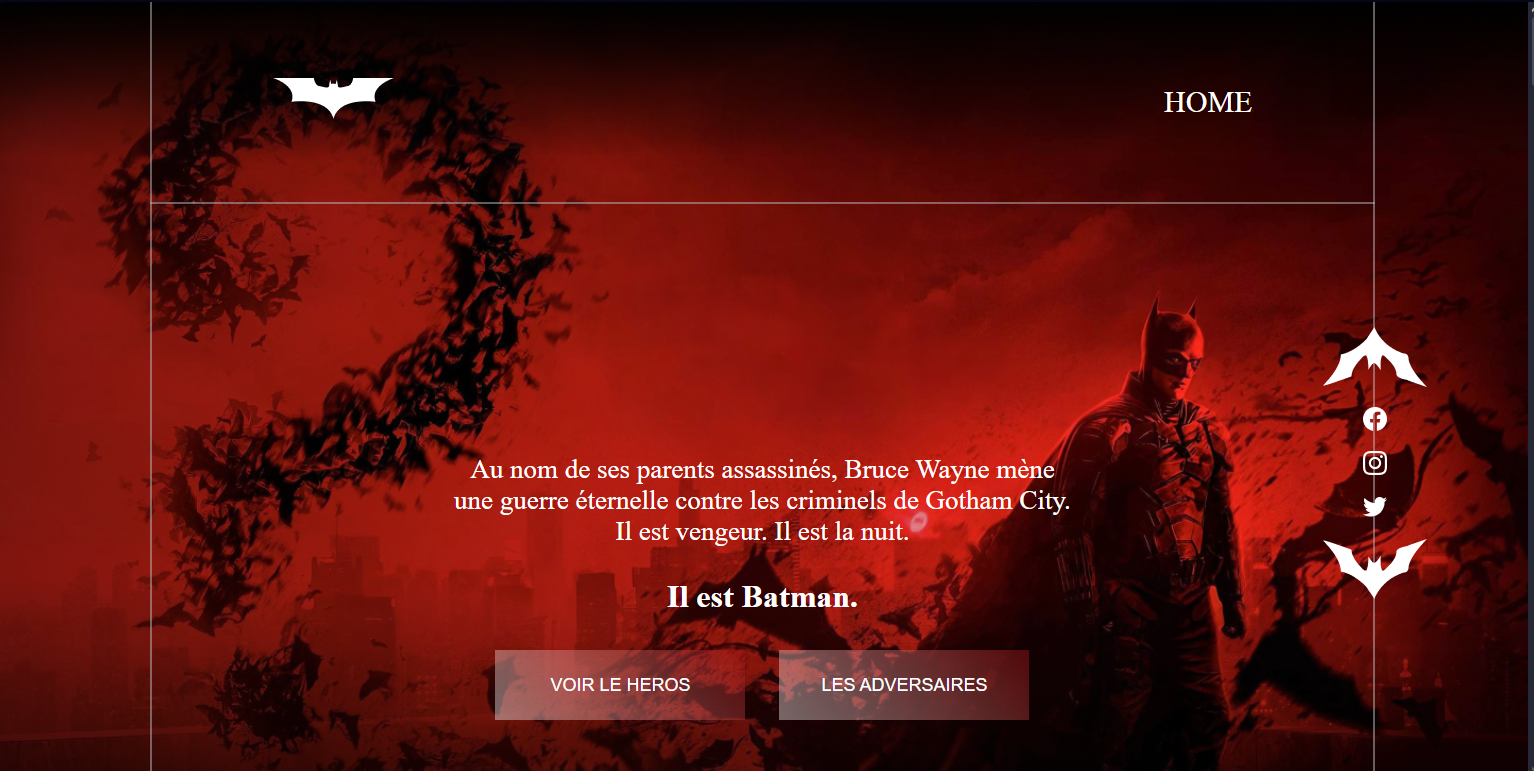 HOME
Au nom de ses parents assassinés, Bruce Wayne mène
une guerre éternelle contre les criminels de Gotham City.
Il est vengeur. Il est la nuit.
Il est Batman.
VOIR LE HEROS
LES ADVERSAIRES